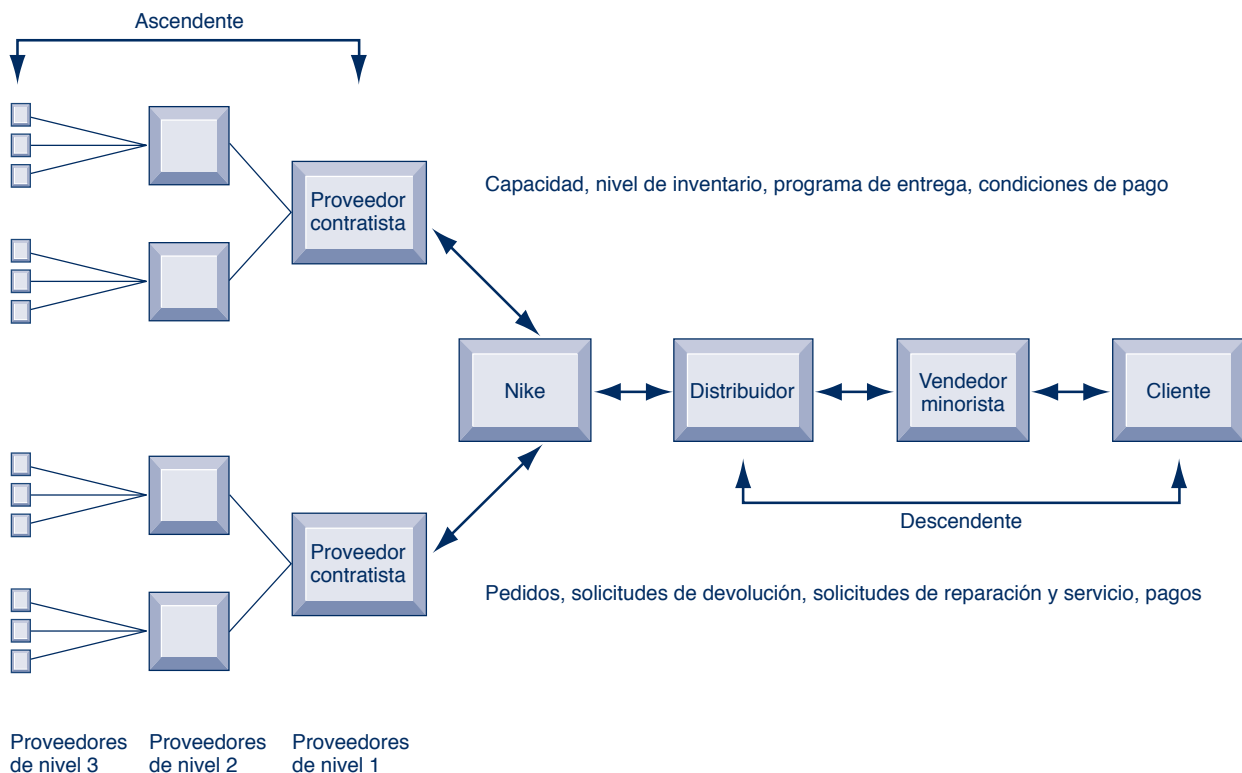 Ascendente
Proveedor
contratista
Capacidad, nivel de inventario, programa de entrega, condiciones de pago
Nike
Distribuidor
Vendedor
minorista
Cliente
Descendente
Proveedor
contratista
Pedidos, solicitudes de devolución, solicitudes de reparación y servicio, pagos
Proveedores
de nivel 3
Proveedores
de nivel 2
Proveedores
de nivel 1